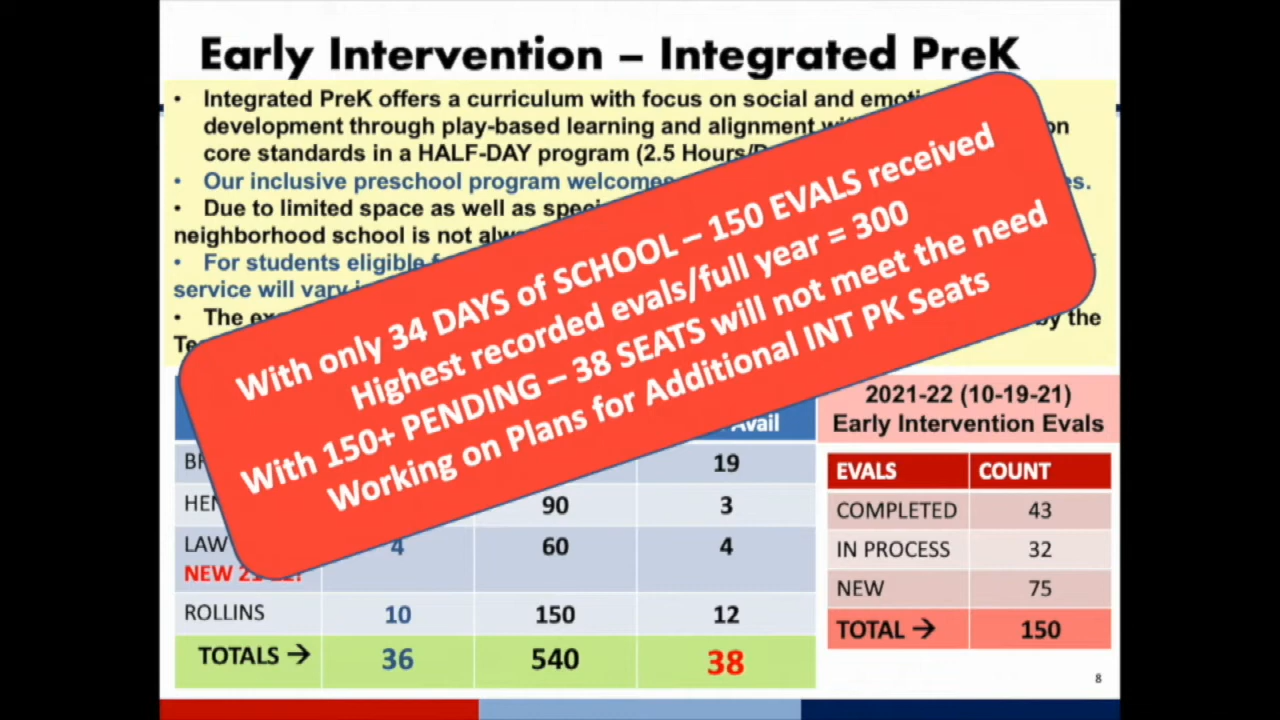 Early Intervention – Integrated PreK
• Integrated PreK offers a curriculum with focus on social and
development through play-based learning and alignment
core standards in a HALF-DAY program (2.5
• Our inclusive preschool program welcomes
• Due to limited space as well as
neighborhood school is not
• For students eligible
service will vary
• The
by the
With only 34 DAYS of SCHOOL – 150 EVALS received
Highest recorded evals/full year = 300
With 150+ PENDING – 38 SEATS will not meet the need
Working on Plans for Additional INT PK Seats
Avail
19
90 3
LAW 4 60 4
NEW
ROLLINS 10 150 12
TOTALS → 36 540 38
2021-22 (10-19-21)
Early Intervention Evals
EVALS COUNT
COMPLETED 43
IN PROCESS 32
NEW 75
TOTAL → 150
8